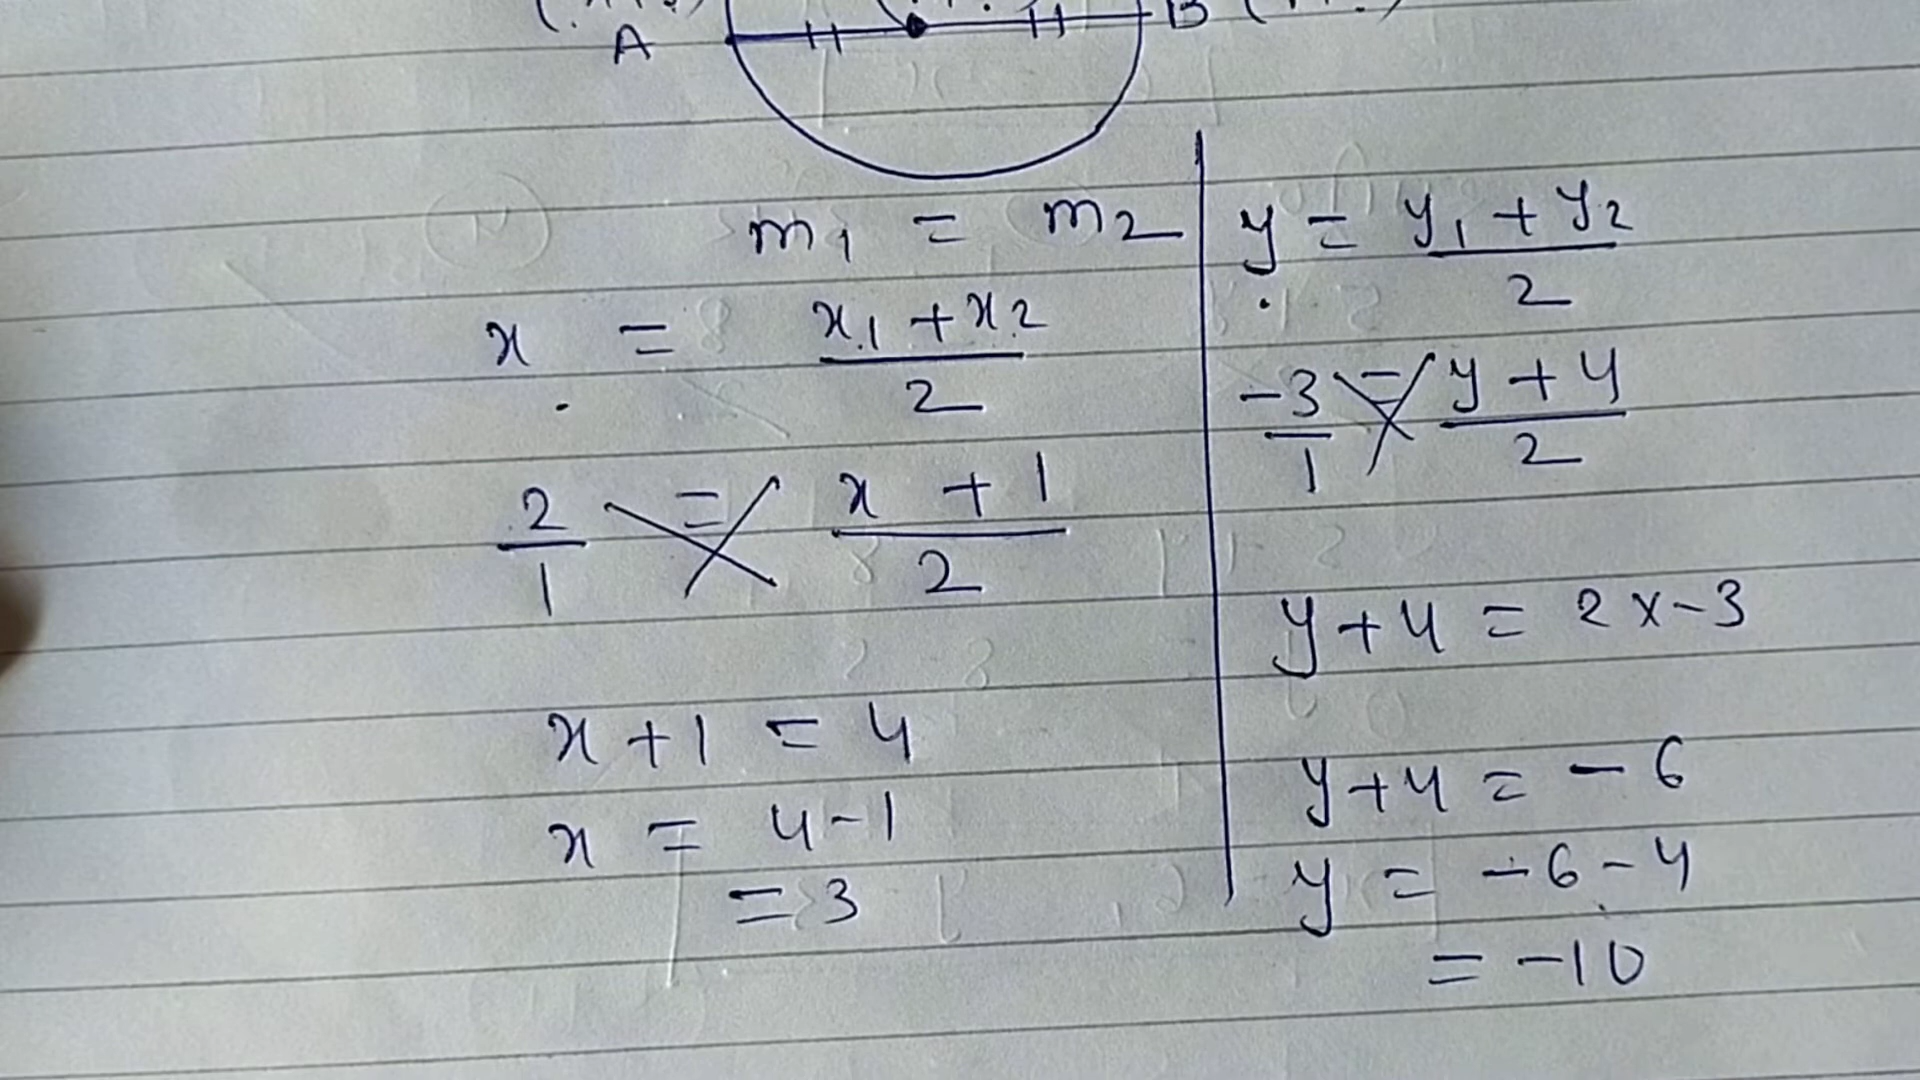 A
B
m₁ = m₂
x = (x₁ + x₂)/2
2/1 = (x + 1)/2
x + 1 = 4
x = 4 - 1
= 3
y = (y₁ + y₂)/2
-3/1 = (y + 4)/2
y + 4 = 2 × -3
y + 4 = -6
y = -6 - 4
= -10